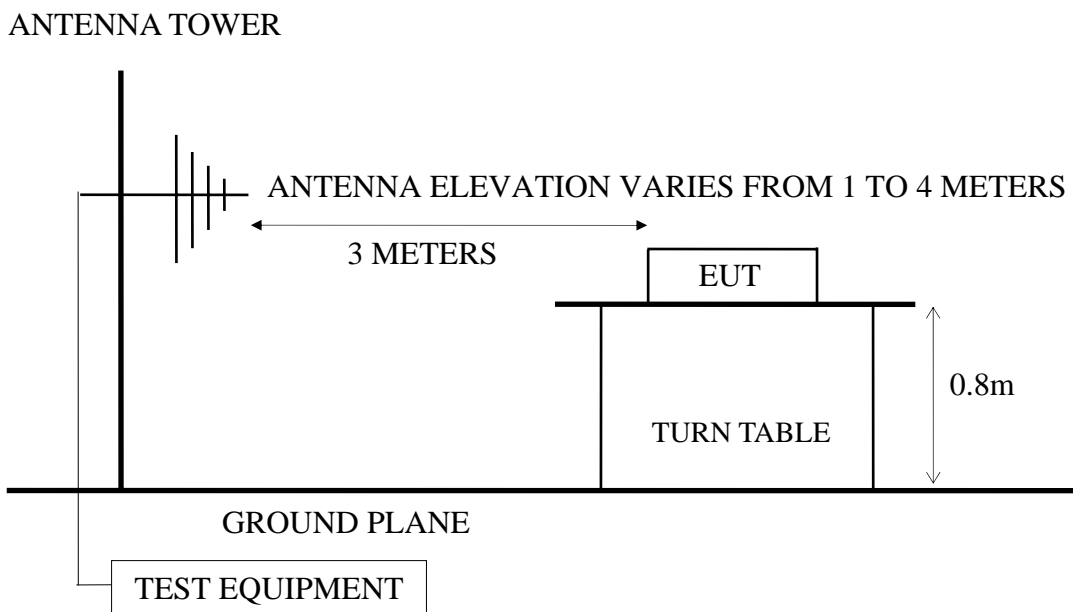 ANTENNA TOWER
ANTENNA ELEVATION VARIES FROM 1 TO 4 METERS
3 METERS
EUT
0.8m
TURN TABLE
GROUND PLANE
TEST EQUIPMENT